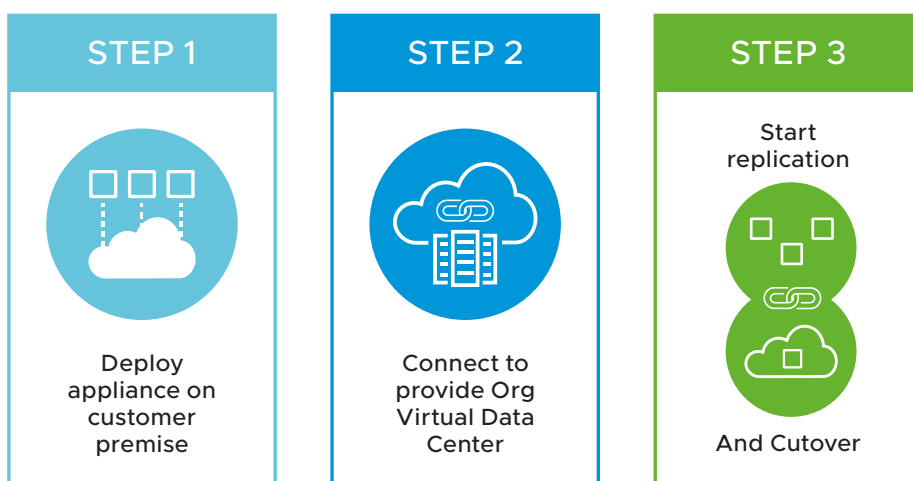 STEP 1
Deploy
appliance on
customer
premise
STEP 2
Connect to
provide Org
Virtual Data
Center
STEP 3
Start
replication
And Cutover